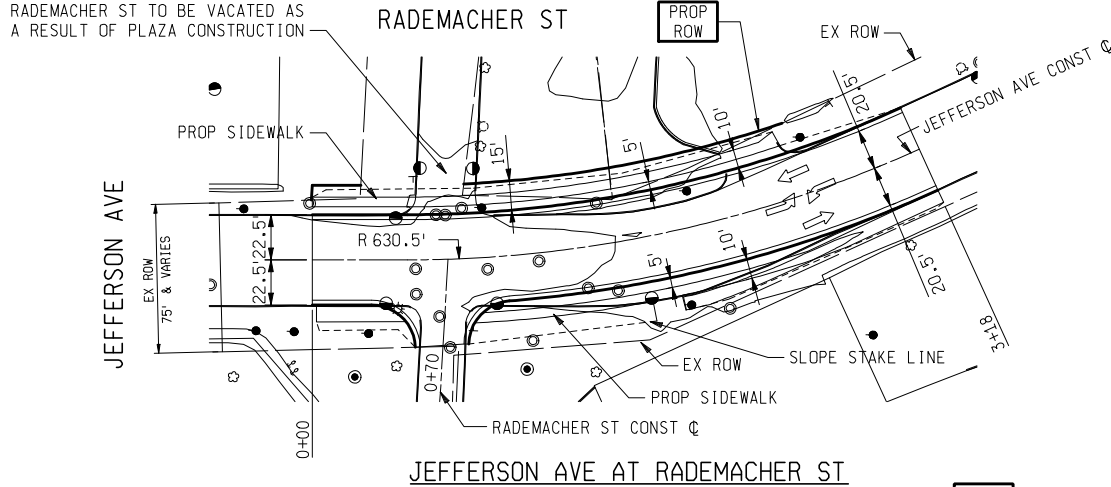 RADEMACHER ST TO BE VACATED AS
A RESULT OF PLAZA CONSTRUCTION
RADEMACHER ST
PROP
ROW
EX ROW
JEFFERSON AVE CONST ℄
20.5'
10'
5'
15'
PROP SIDEWALK
JEFFERSON AVE
EX ROW
75' & VARIES
22.5'
22.5'
R 630.5'
5'
10'
20.5'
3+18
SLOPE STAKE LINE
EX ROW
PROP SIDEWALK
0+70
RADEMACHER ST CONST ℄
0+00
JEFFERSON AVE AT RADEMACHER ST